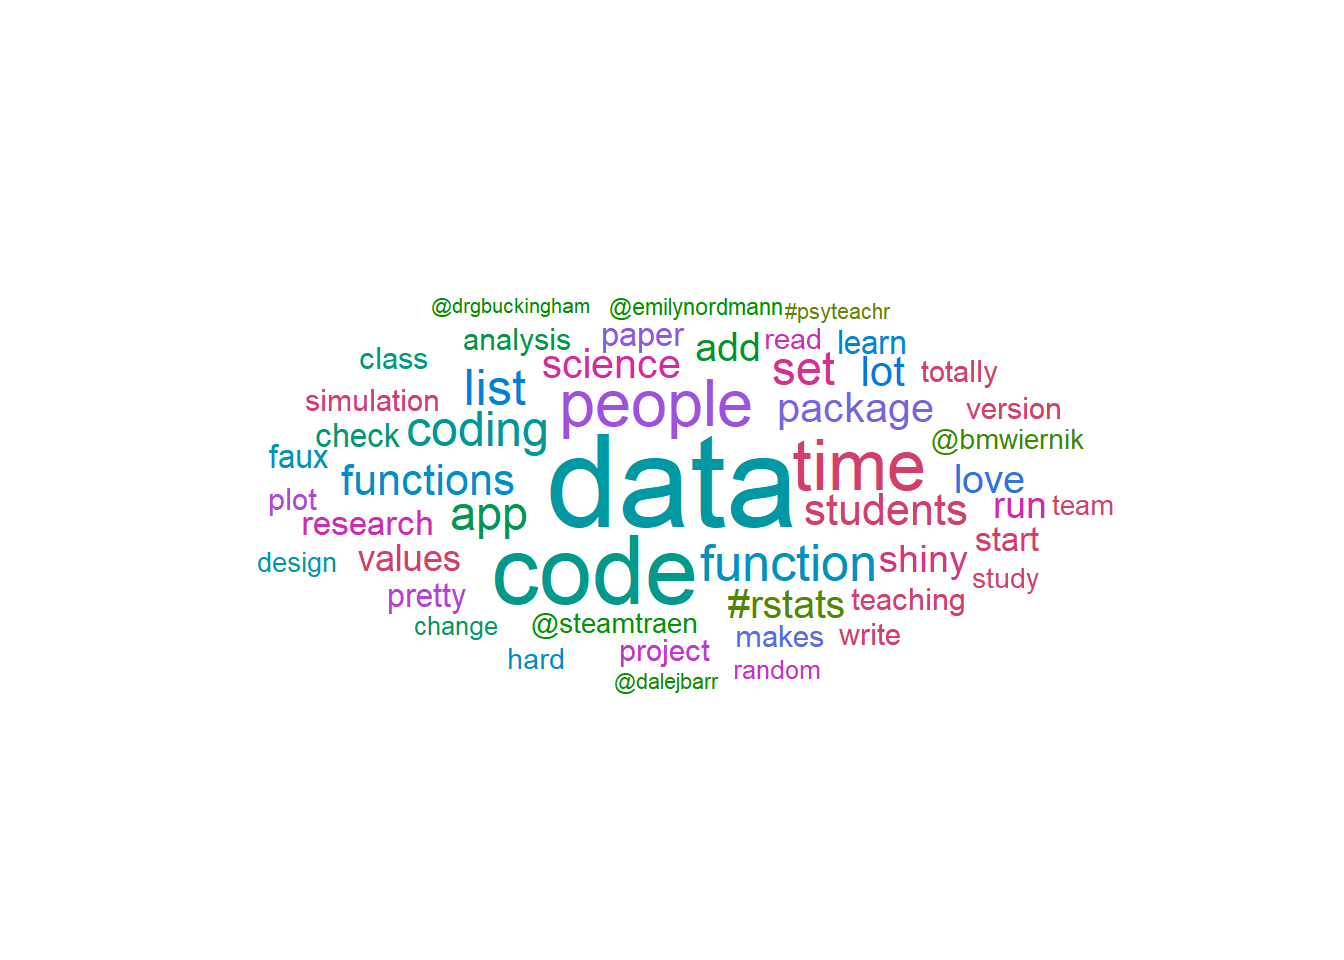 @drgbuckingham @emilynordmann #psyteachr
analysis paper add read learn
class science set lot totally
simulation list people package version
check coding @bmwiernik
faux functions data time love
plot research app students run team
design values code function shiny start
pretty #rstats teaching study
change @steamtraen makes write
hard project random
@dalejbarr